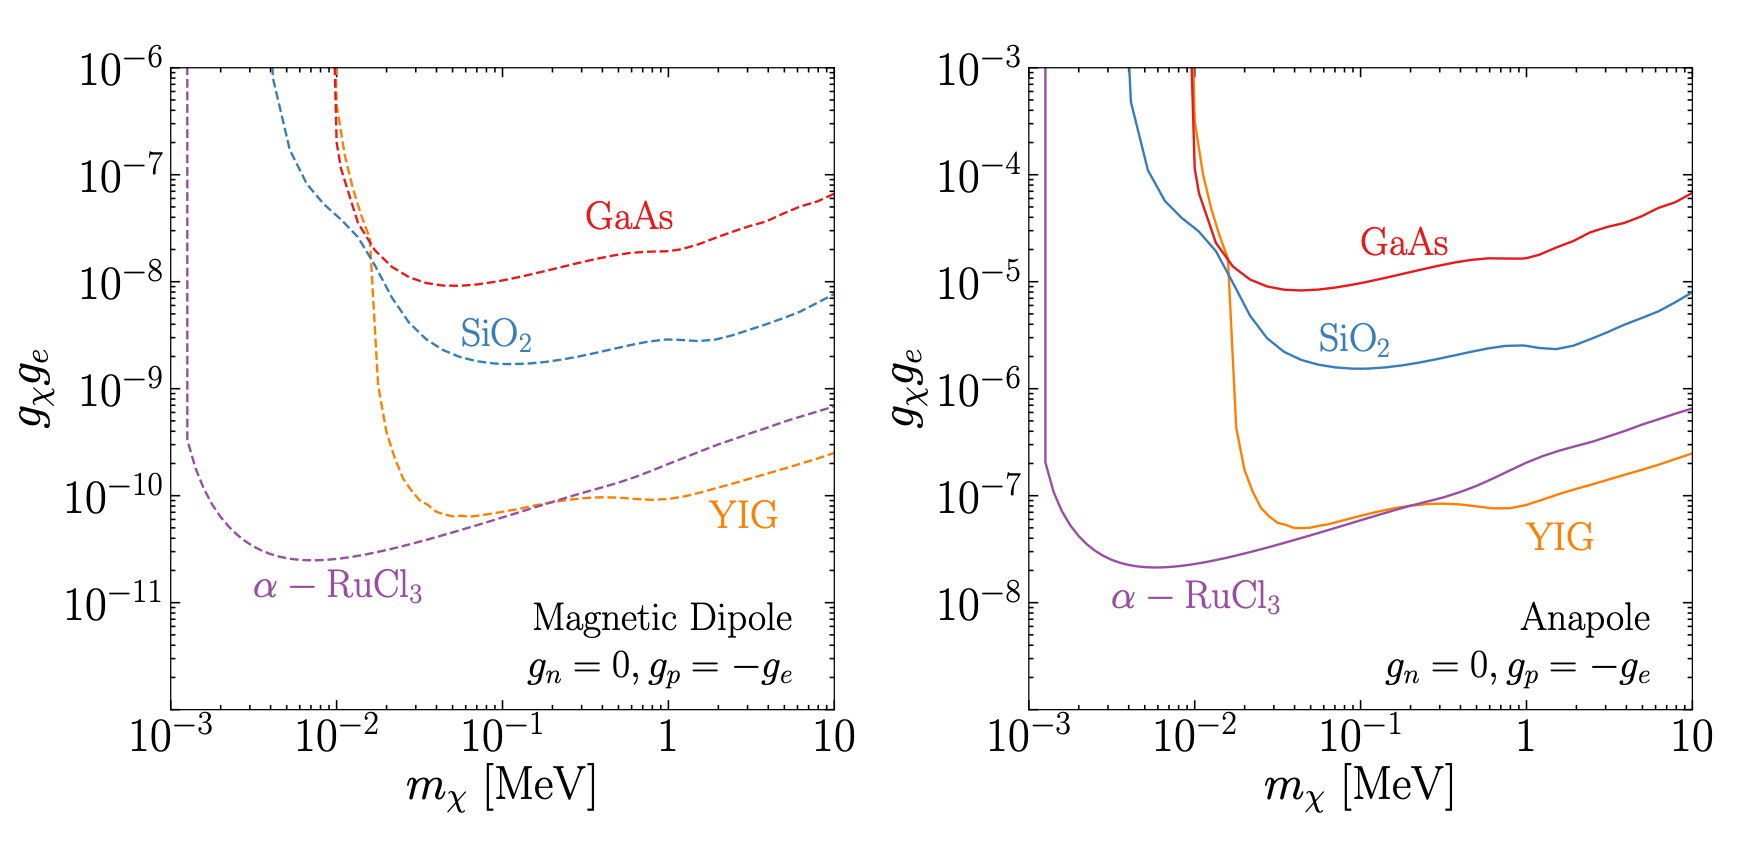 10⁻⁶
10⁻⁷
10⁻⁸
10⁻⁹
10⁻¹⁰
10⁻¹¹
g_χ g_e
GaAs
SiO₂
YIG
α − RuCl₃
Magnetic Dipole
g_n = 0, g_p = −g_e
10⁻³ 10⁻² 10⁻¹ 1 10
m_χ [MeV]
10⁻³
10⁻⁴
10⁻⁵
10⁻⁶
10⁻⁷
10⁻⁸
g_χ g_e
GaAs
SiO₂
YIG
α − RuCl₃
Anapole
g_n = 0, g_p = −g_e
10⁻³ 10⁻² 10⁻¹ 1 10
m_χ [MeV]